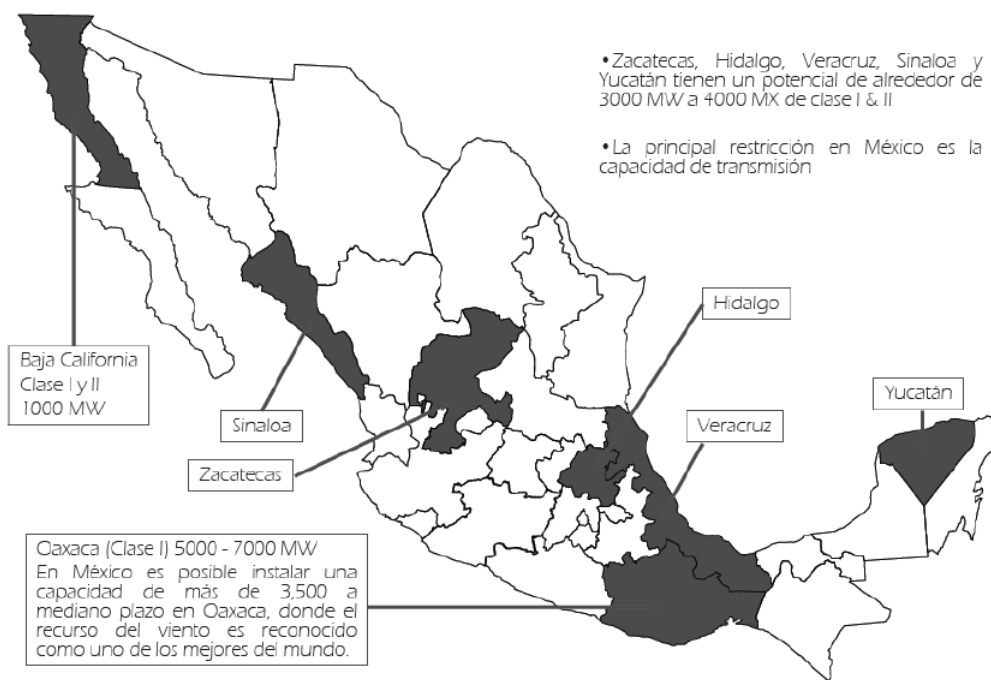 •Zacatecas, Hidalgo, Veracruz, Sinaloa y
Yucatán tienen un potencial de alrededor de
3000 MW a 4000 MX de clase I & II
•La principal restricción en México es la
capacidad de transmisión
Hidalgo
Baja California
Clase I y II
1000 MW
Yucatán
Sinaloa
Veracruz
Zacatecas
Oaxaca (Clase I) 5000 - 7000 MW
En México es posible instalar una
capacidad de más de 3,500 a
mediano plazo en Oaxaca, donde el
recurso del viento es reconocido
como uno de los mejores del mundo.